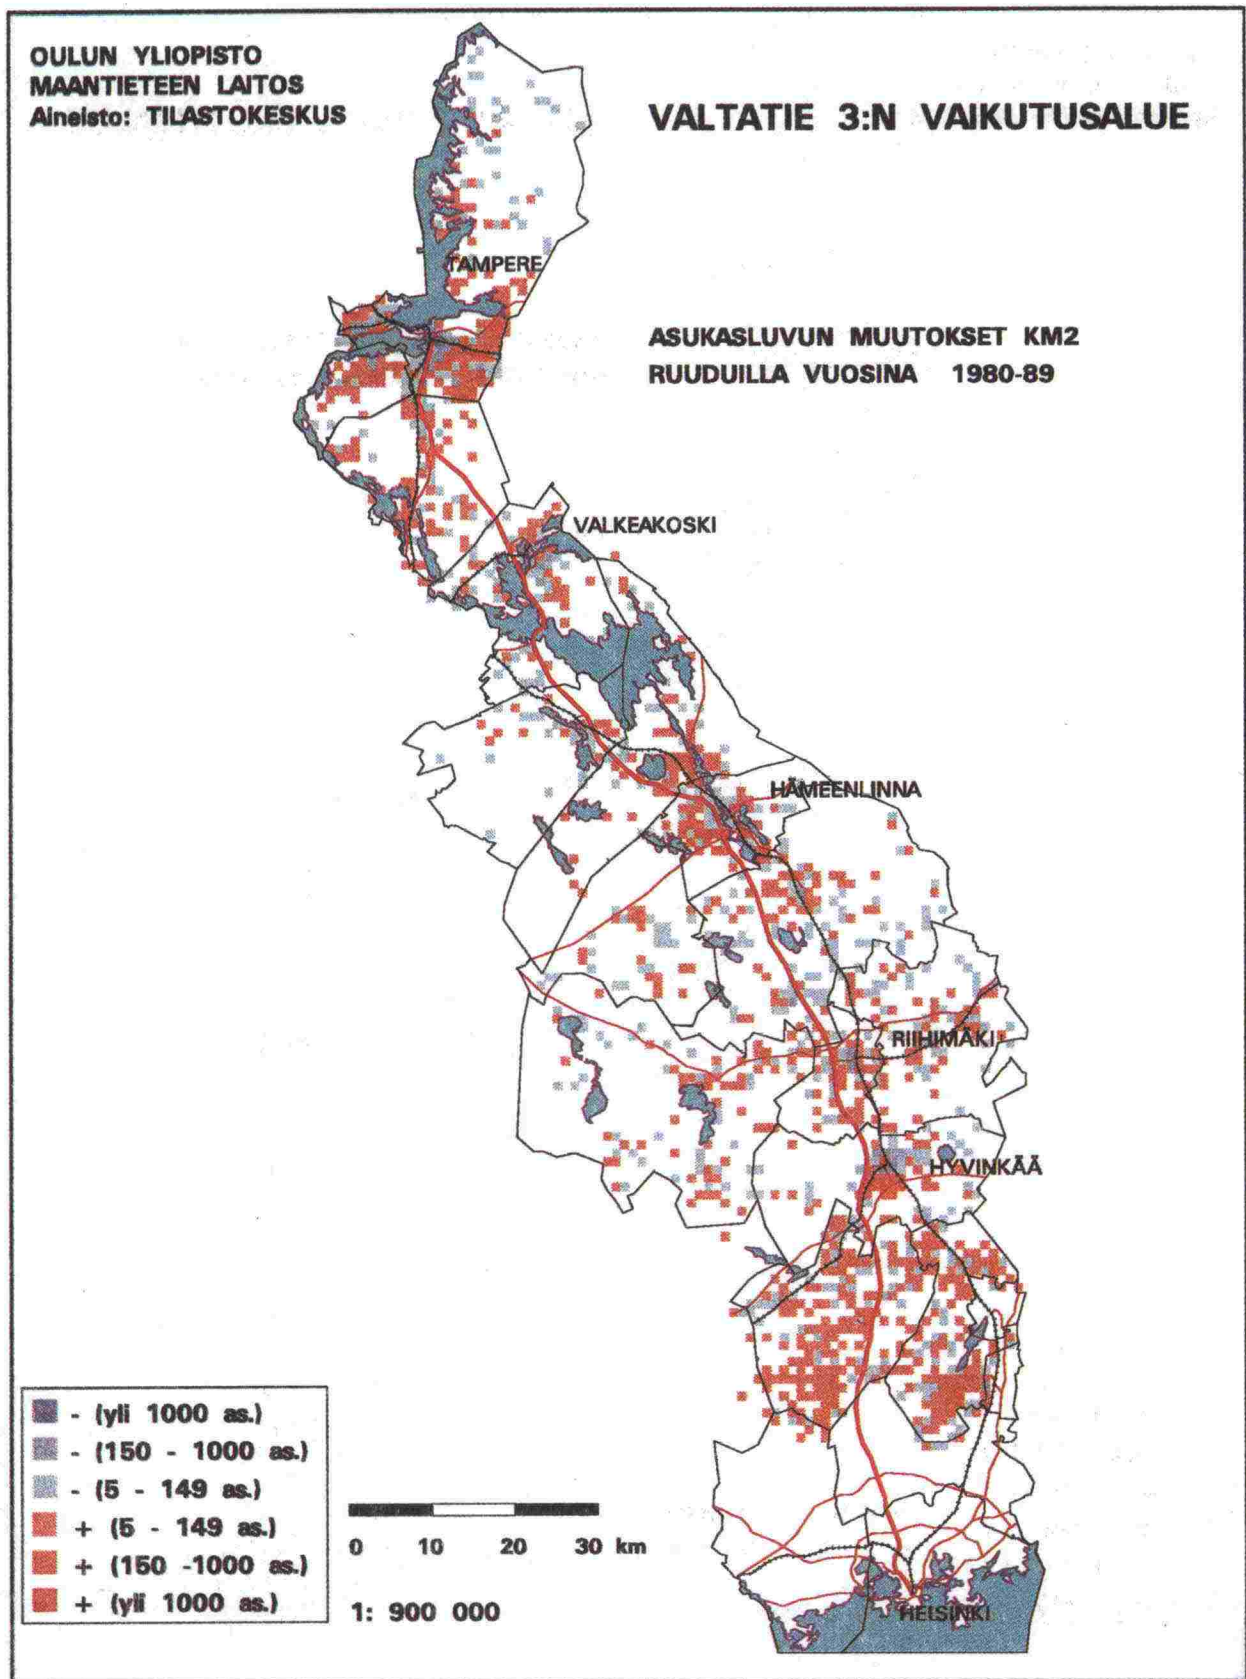 OULUN YLIOPISTO
MAANTIETEEN LAITOS
Aineisto: TILASTOKESKUS
VALTATIE 3:N VAIKUTUSALUE
ASUKASLUVUN MUUTOKSET KM2
RUUDUILLA VUOSINA 1980-89
TAMPERE
VALKEAKOSKI
HÄMEENLINNA
RIIHIMÄKI
HYVINKÄÄ
HELSINKI
- (yli 1000 as.)
- (150 - 1000 as.)
- (5 - 149 as.)
+ (5 - 149 as.)
+ (150 -1000 as.)
+ (yli 1000 as.)
0 10 20 30 km
1: 900 000